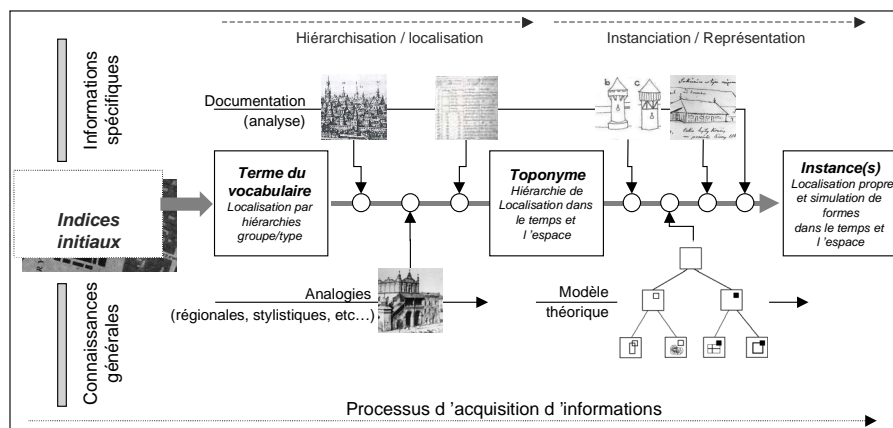 Hiérarchisation / localisation
Instanciation / Représentation
Informations
spécifiques
Documentation
(analyse)
b
c
Indices
initiaux
Terme du
vocabulaire
Localisation par
hiérarchies
groupe/type
Toponyme
Hiérarchie de
Localisation dans
le temps et
l 'espace
Instance(s)
Localisation propre
et simulation de
formes
dans le temps et
l 'espace
Connaissances
générales
Analogies
(régionales, stylistiques, etc…)
Modèle
théorique
Processus d 'acquisition d 'informations